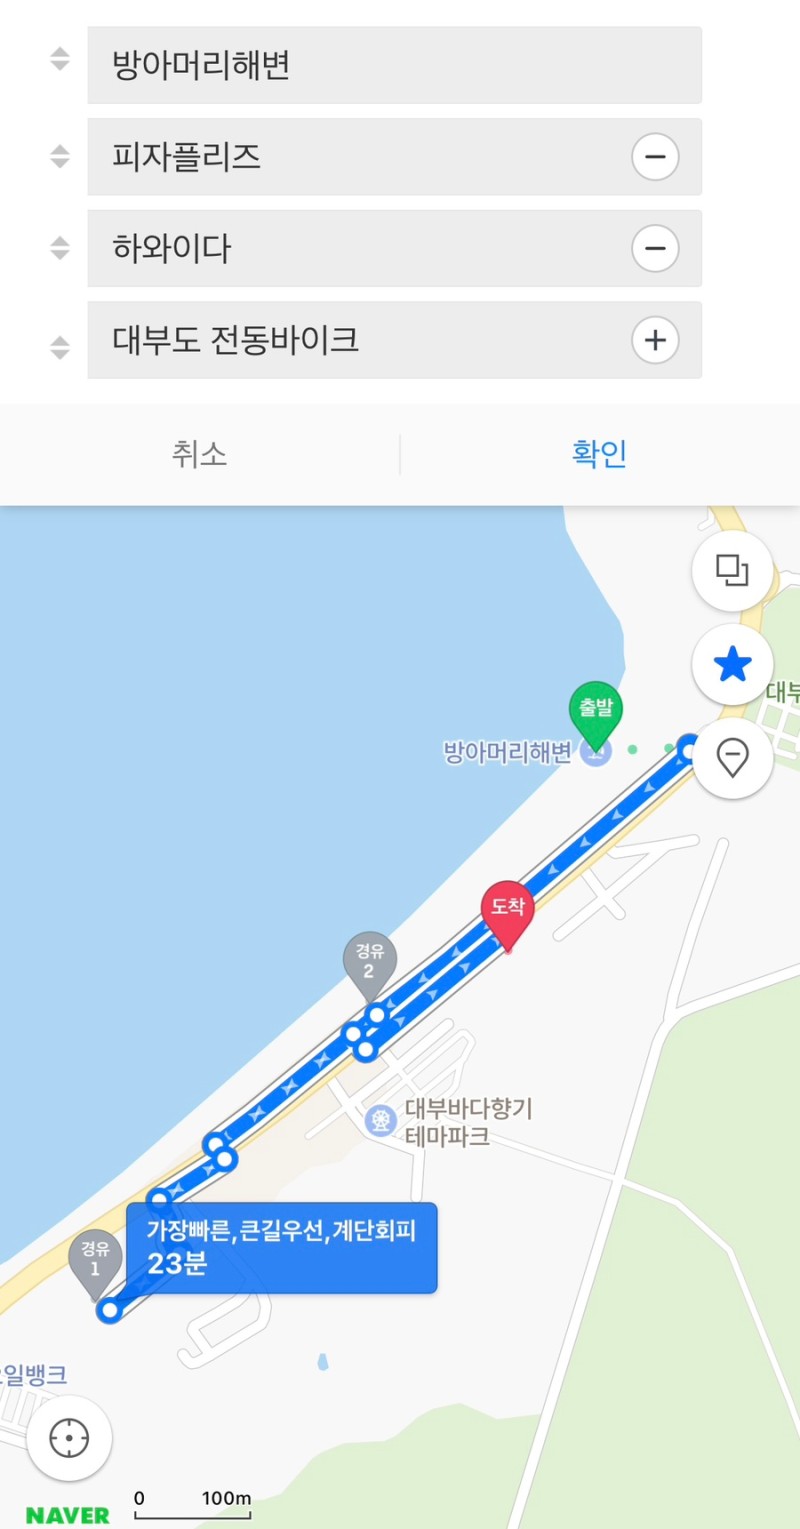 방아머리해변
피자플리즈
하와이다
대부도 전동바이크
취소
확인
출발
대부
방아머리해변
도착
경유
2
대부바다향기
테마파크
가장빠른,큰길우선,계단회피
23분
경유
1
일뱅크
NAVER
0
100m